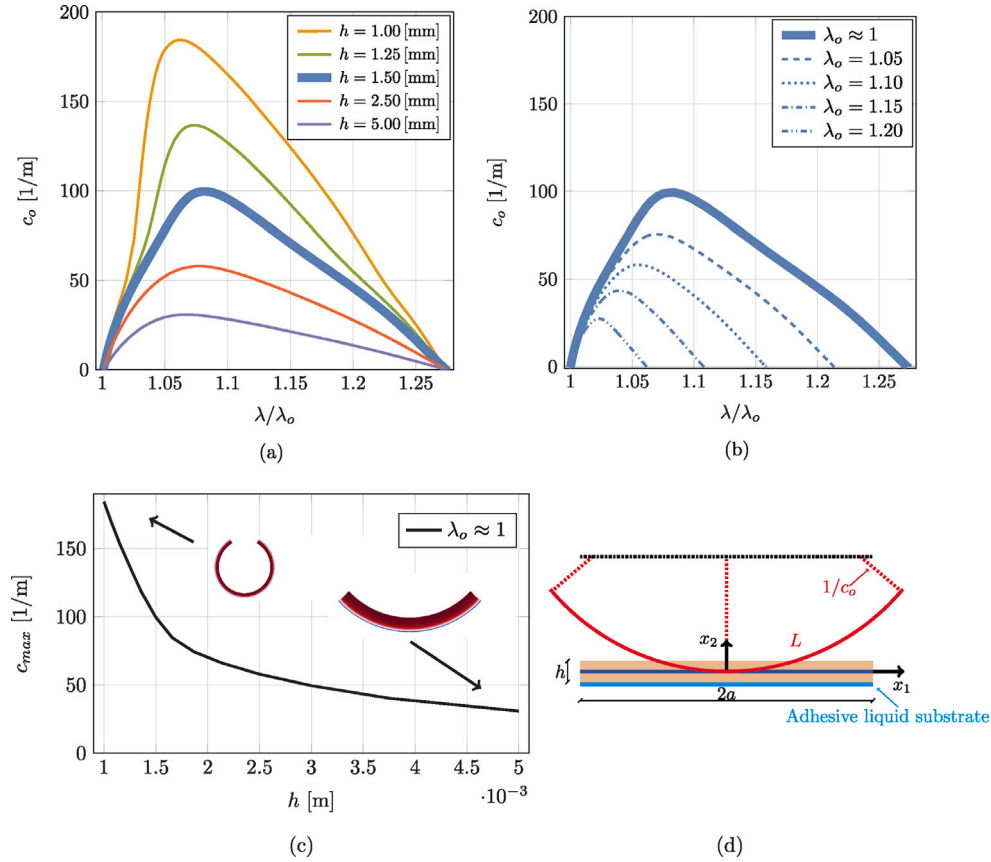 200
150
100
50
0
c_o [1/m]
h = 1.00 [mm]
h = 1.25 [mm]
h = 1.50 [mm]
h = 2.50 [mm]
h = 5.00 [mm]
1 1.05 1.1 1.15 1.2 1.25
λ/λ_o
(a)
200
150
100
50
0
c_o [1/m]
λ_o ≈ 1
λ_o = 1.05
λ_o = 1.10
λ_o = 1.15
λ_o = 1.20
1 1.05 1.1 1.15 1.2 1.25
λ/λ_o
(b)
150
100
50
0
c_{max} [1/m]
λ_o ≈ 1
1 1.5 2 2.5 3 3.5 4 4.5 5
·10^{-3}
h [m]
(c)
1/c_o
x_2
L
h
x_1
2a
Adhesive liquid substrate
(d)